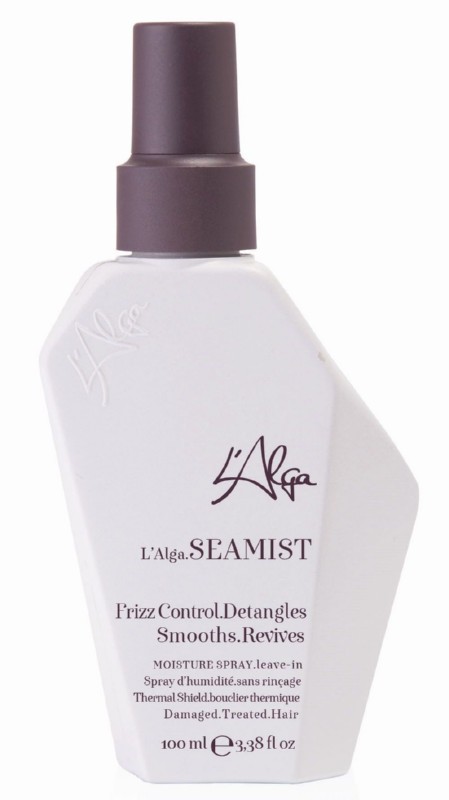 L'Alga
L'Alga
L'Alga.SEAMIST
Frizz Control.Detangles
Smooths.Revives
MOISTURE SPRAY.leave-in
Spray d'humidité.sans rinçage
Thermal Shield.bouclier thermique
Damaged.Treated.Hair
100 ml ℮ 3,38 fl oz